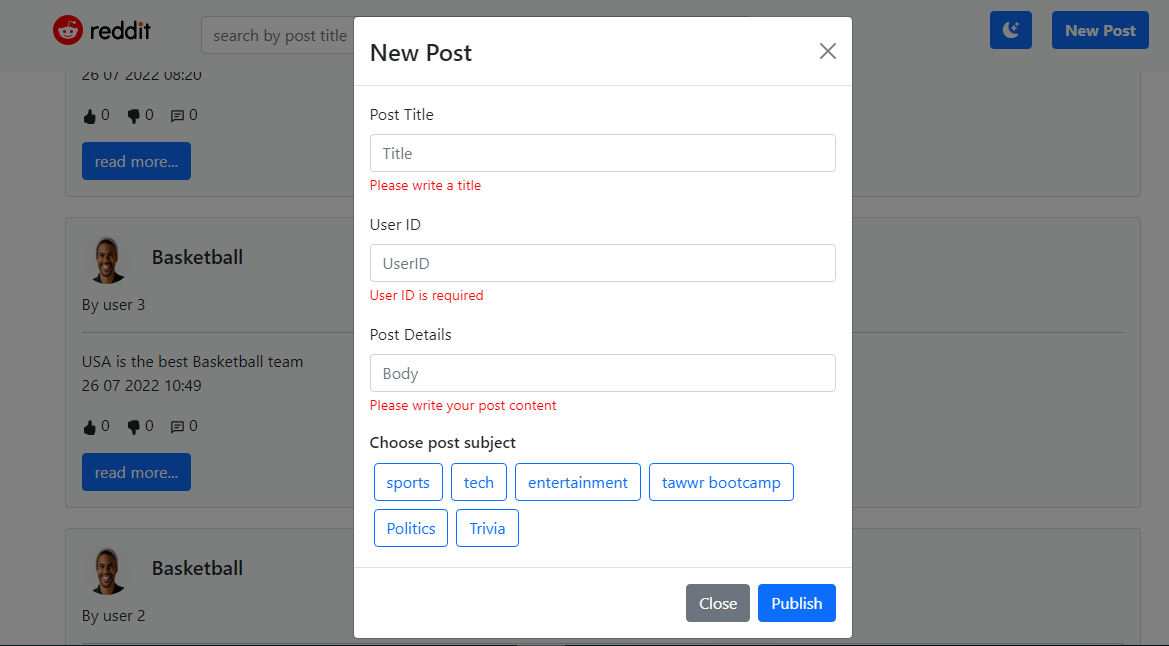 reddit
search by post title
New Post
26 07 2022 08:20
0 0 0
read more...
Basketball
By user 3
USA is the best Basketball team
26 07 2022 10:49
0 0 0
read more...
Basketball
By user 2
New Post
Post Title
Title
Please write a title
User ID
UserID
User ID is required
Post Details
Body
Please write your post content
Choose post subject
sports tech entertainment tawwr bootcamp
Politics Trivia
Close Publish